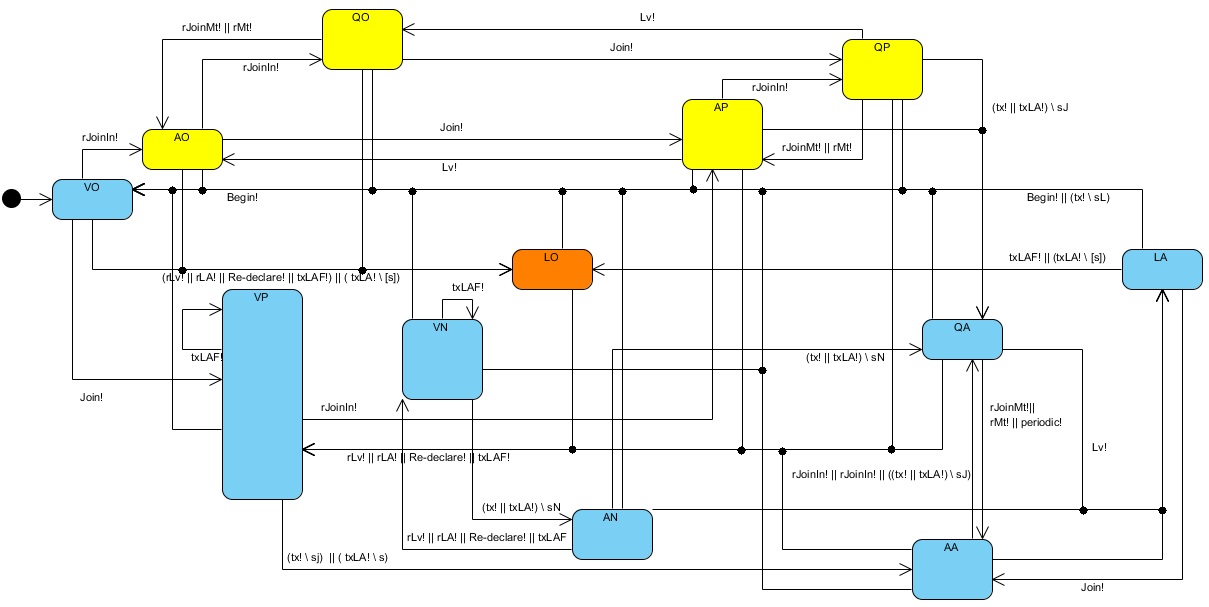 QO
Lv!
rJoinMt! || rMt!
Join!
QP
rJoinIn!
rJoinIn!
AP
(tx! || txLA!) \ sJ
rJoinIn!
AO
Join!
rJoinMt! || rMt!
Lv!
VO
Begin!
Begin! || (tx! \ sL)
LO
txLAF! || (txLA! \ [s])
LA
(rLv! || rLA! || Re-declare! || txLAF!) || ( txLA! \ [s])
VP
txLAF!
VN
QA
txLAF!
(tx! || txLA!) \ sN
Join!
rJoinIn!
rJoinMt!||
rMt! || periodic!
Lv!
rLv! || rLA! || Re-declare! || txLAF!
rJoinIn! || rJoinIn! || ((tx! || txLA!) \ sJ)
(tx! || txLA!) \ sN
AN
rLv! || rLA! || Re-declare! || txLAF
AA
(tx! \ sj) || ( txLA! \ s)
Join!